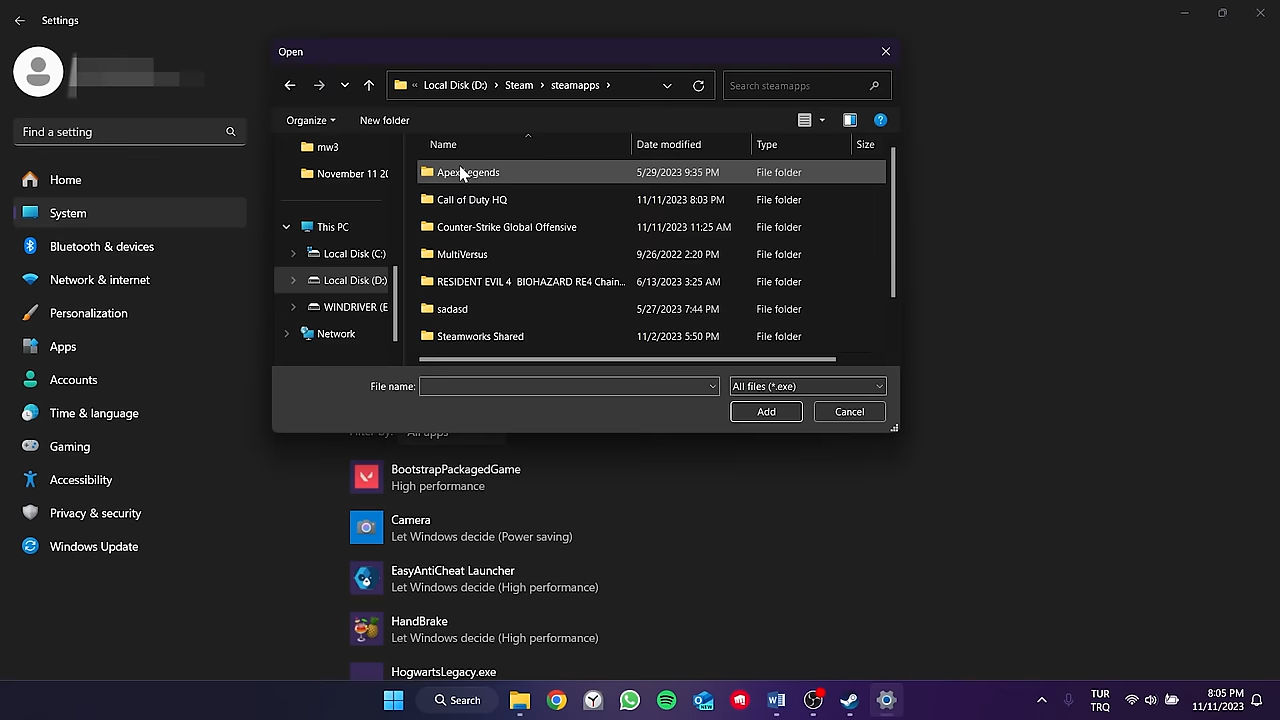 Settings
Find a setting
Home
System
Bluetooth & devices
Network & internet
Personalization
Apps
Accounts
Time & language
Gaming
Accessibility
Privacy & security
Windows Update
Open
« Local Disk (D:) > Steam > steamapps >
Search steamapps
Organize
New folder
mw3
November 11 20
This PC
Local Disk (C:)
Local Disk (D:)
WINDRIVER (E
Network
Name Date modified Type Size
ApexLegends 5/29/2023 9:35 PM File folder
Call of Duty HQ 11/11/2023 8:03 PM File folder
Counter-Strike Global Offensive 11/11/2023 11:25 AM File folder
MultiVersus 9/26/2022 2:20 PM File folder
RESIDENT EVIL 4 BIOHAZARD RE4 Chain... 6/13/2023 3:25 AM File folder
sadasd 5/27/2023 7:44 PM File folder
Steamworks Shared 11/2/2023 5:50 PM File folder
File name:
All files (*.exe)
Add
Cancel
Filter by: All apps
BootstrapPackagedGame
High performance
Camera
Let Windows decide (Power saving)
EasyAntiCheat Launcher
Let Windows decide (High performance)
HandBrake
Let Windows decide (High performance)
HogwartsLegacy.exe
Search
TUR
TRQ
8:05 PM
11/11/2023